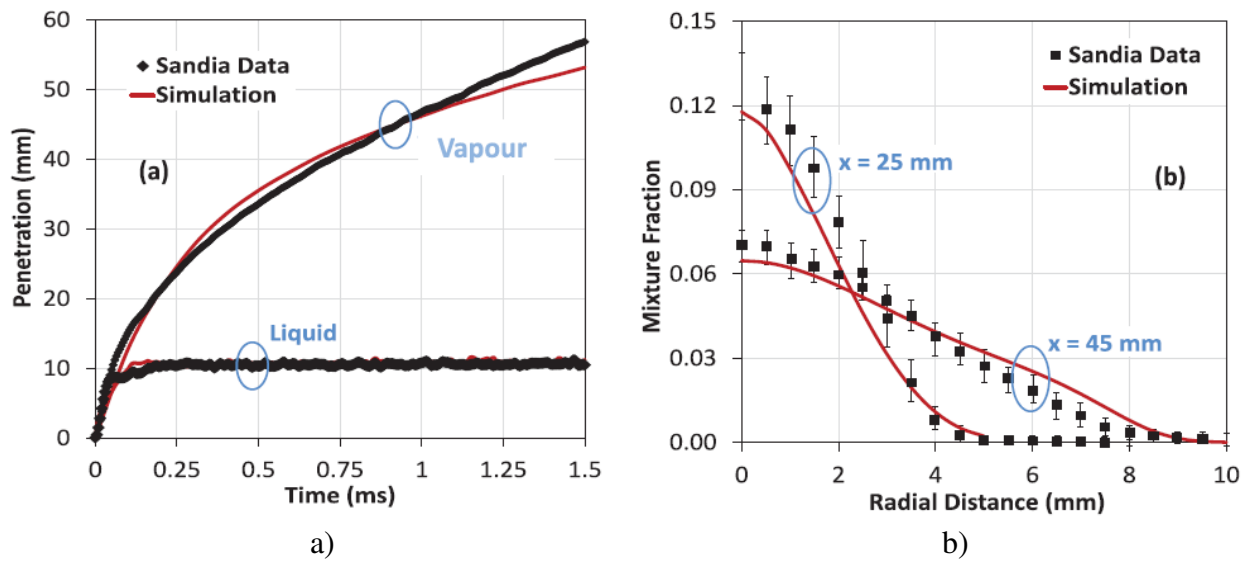 60
50
40
30
20
10
0
Penetration (mm)
Sandia Data
Simulation
(a)
Vapour
Liquid
0 0.25 0.5 0.75 1 1.25 1.5
Time (ms)
a)
0.15
0.12
0.09
0.06
0.03
0.00
Mixture Fraction
Sandia Data
Simulation
x = 25 mm
(b)
x = 45 mm
0 2 4 6 8 10
Radial Distance (mm)
b)